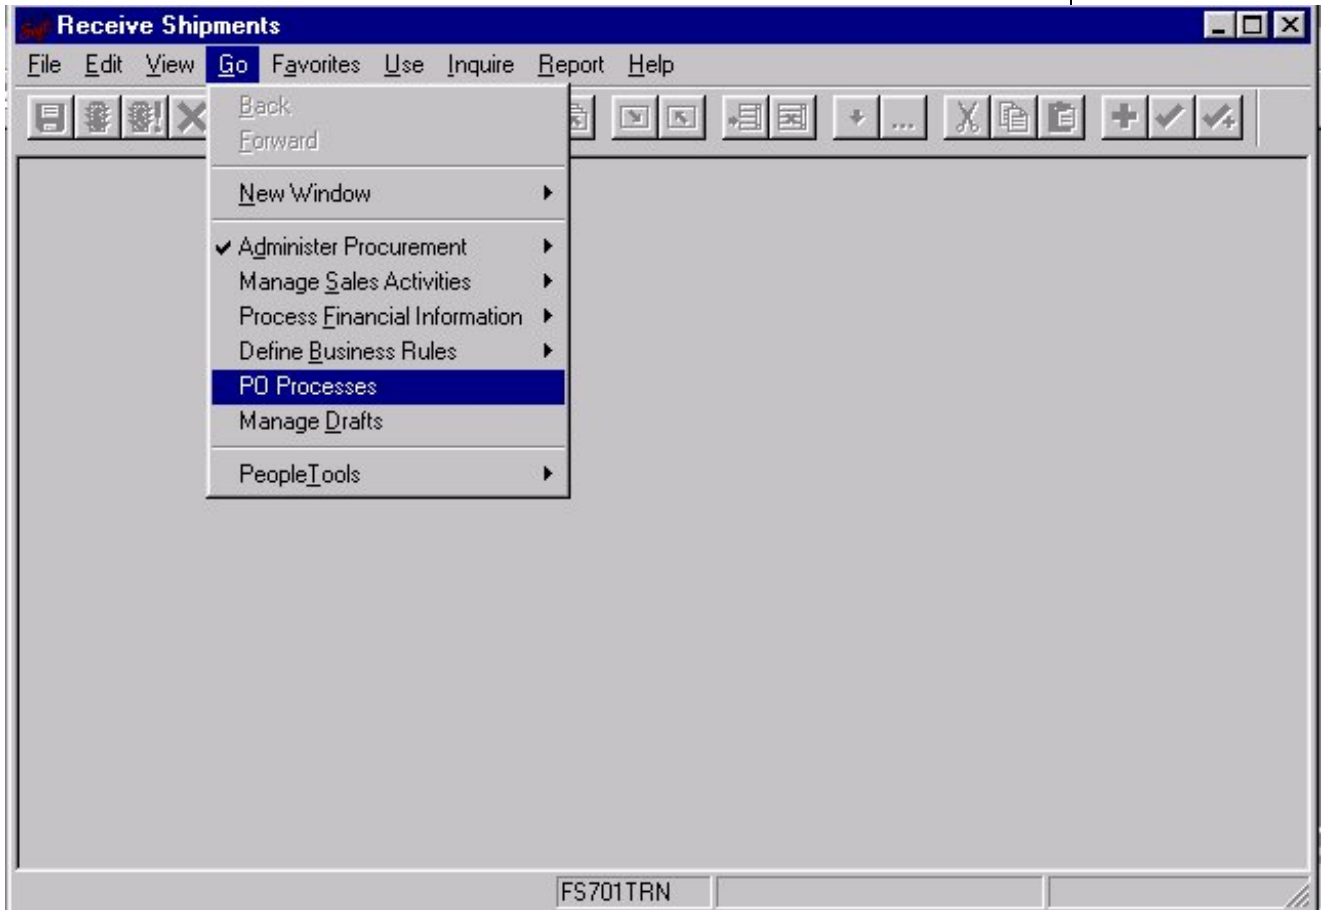 Receive Shipments
File Edit View Go Favorites Use Inquire Report Help
Back
Forward
New Window
Administer Procurement
Manage Sales Activities
Process Financial Information
Define Business Rules
PO Processes
Manage Drafts
PeopleTools
FS701TRN